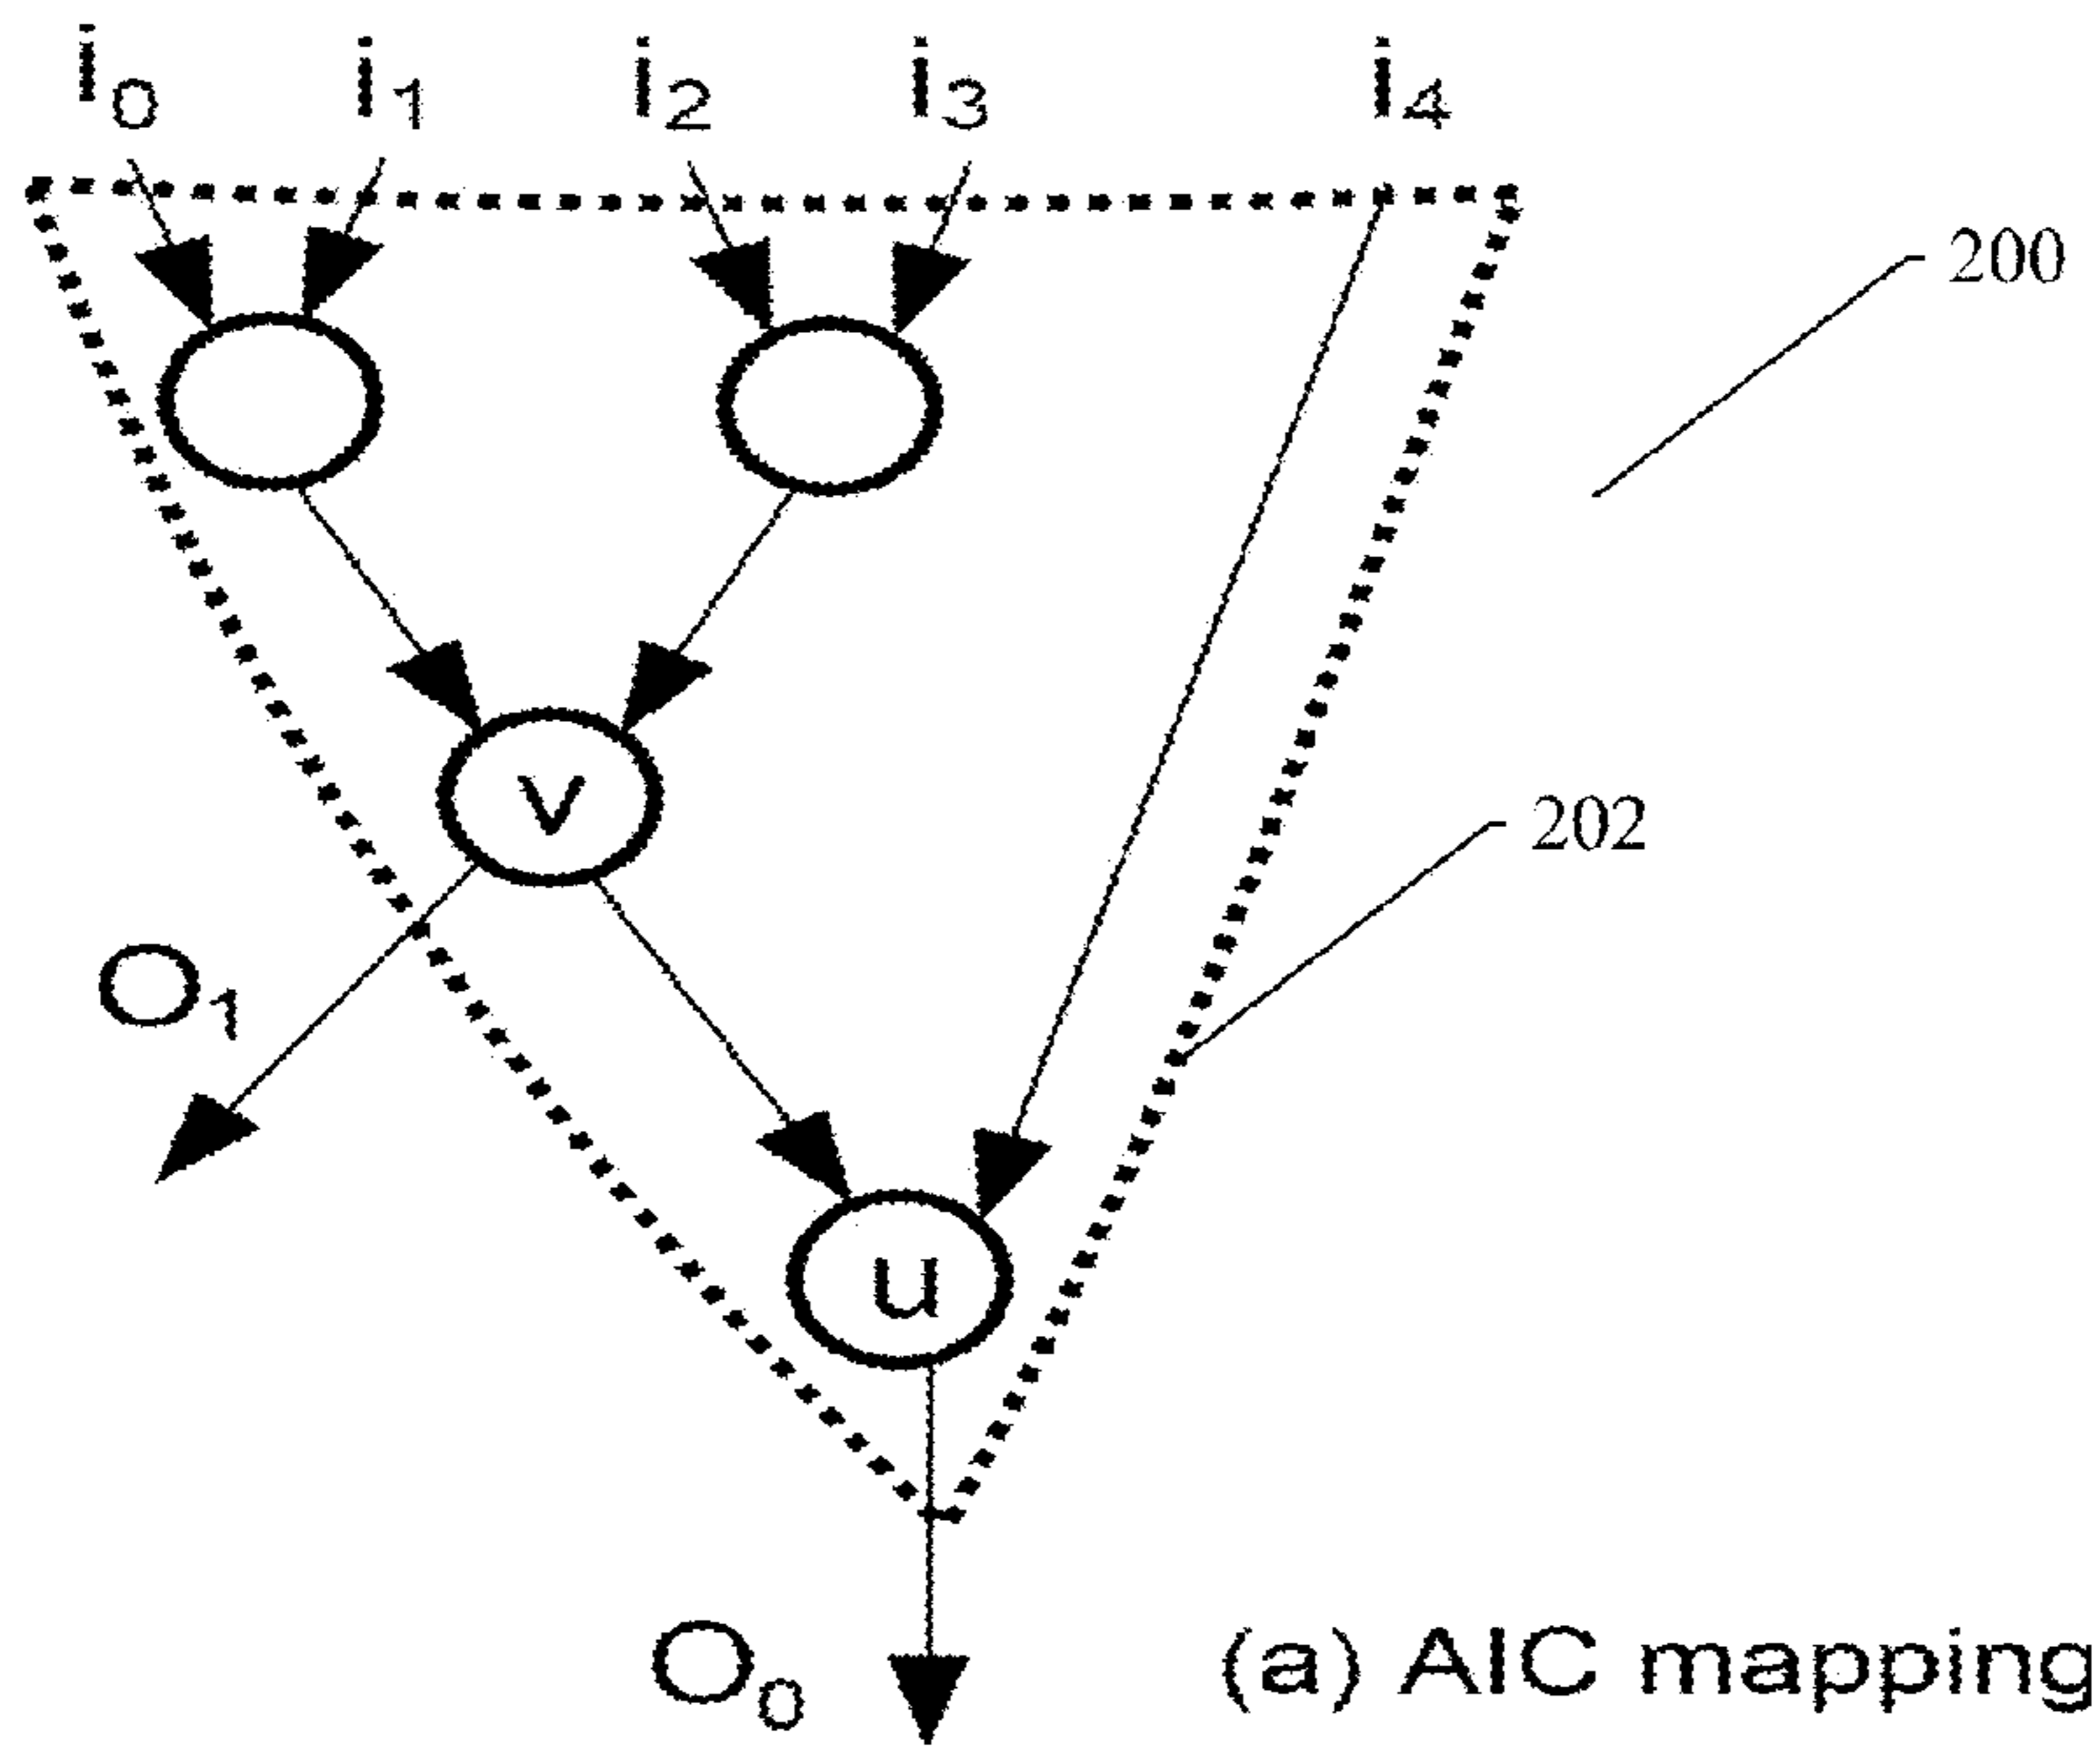 i₀ i₁ i₂ i₃ i₄
200
v
202
O₁
u
O₀
(a) AIC mapping